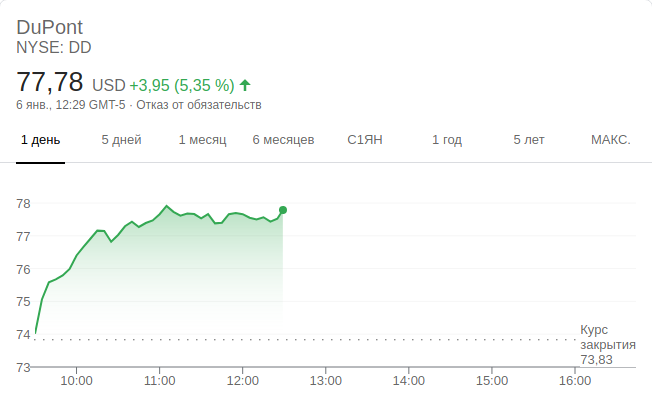 DuPont
NYSE: DD
77,78 USD +3,95 (5,35 %)
6 янв., 12:29 GMT-5 · Отказ от обязательств
1 день 5 дней 1 месяц 6 месяцев С1ЯН 1 год 5 лет МАКС.
78
77
76
75
74
73
Курс
закрытия
73,83
10:00 11:00 12:00 13:00 14:00 15:00 16:00